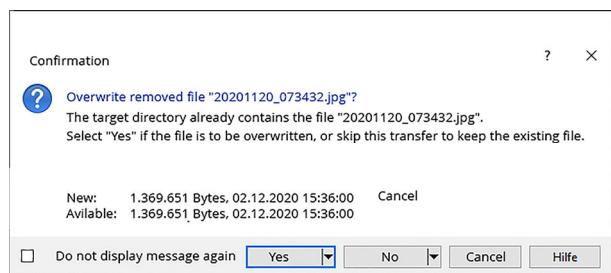 Confirmation
?
Overwrite removed file "20201120_073432.jpg"?
The target directory already contains the file "20201120_073432.jpg".
Select "Yes" if the file is to be overwritten, or skip this transfer to keep the existing file.
New: 1.369.651 Bytes, 02.12.2020 15:36:00 Cancel
Avilable: 1.369.651 Bytes, 02.12.2020 15:36:00
Do not display message again Yes No Cancel Hilfe